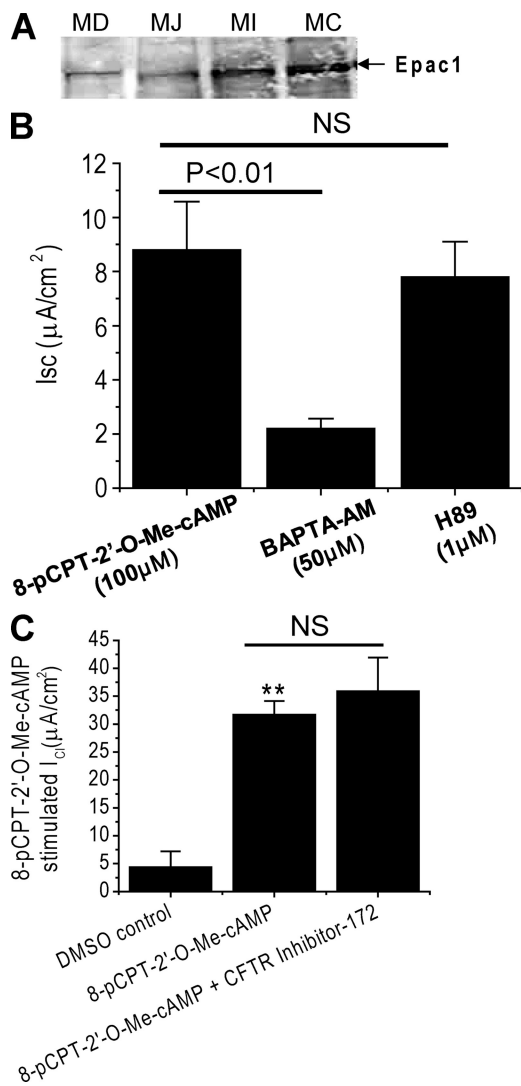 A
MD MJ MI MC
Epac1
B
NS
P<0.01
12
10
8
6
4
2
0
Isc (μA/cm²)
8-pCPT-2'-O-Me-cAMP
(100μM)
BAPTA-AM
(50μM)
H89
(1μM)
C
NS
**
45
40
35
30
25
20
15
10
5
0
8-pCPT-2'-O-Me-cAMP
stimulated I_Cl(μA/cm²)
DMSO control
8-pCPT-2'-O-Me-cAMP
8-pCPT-2'-O-Me-cAMP + CFTR Inhibitor-172